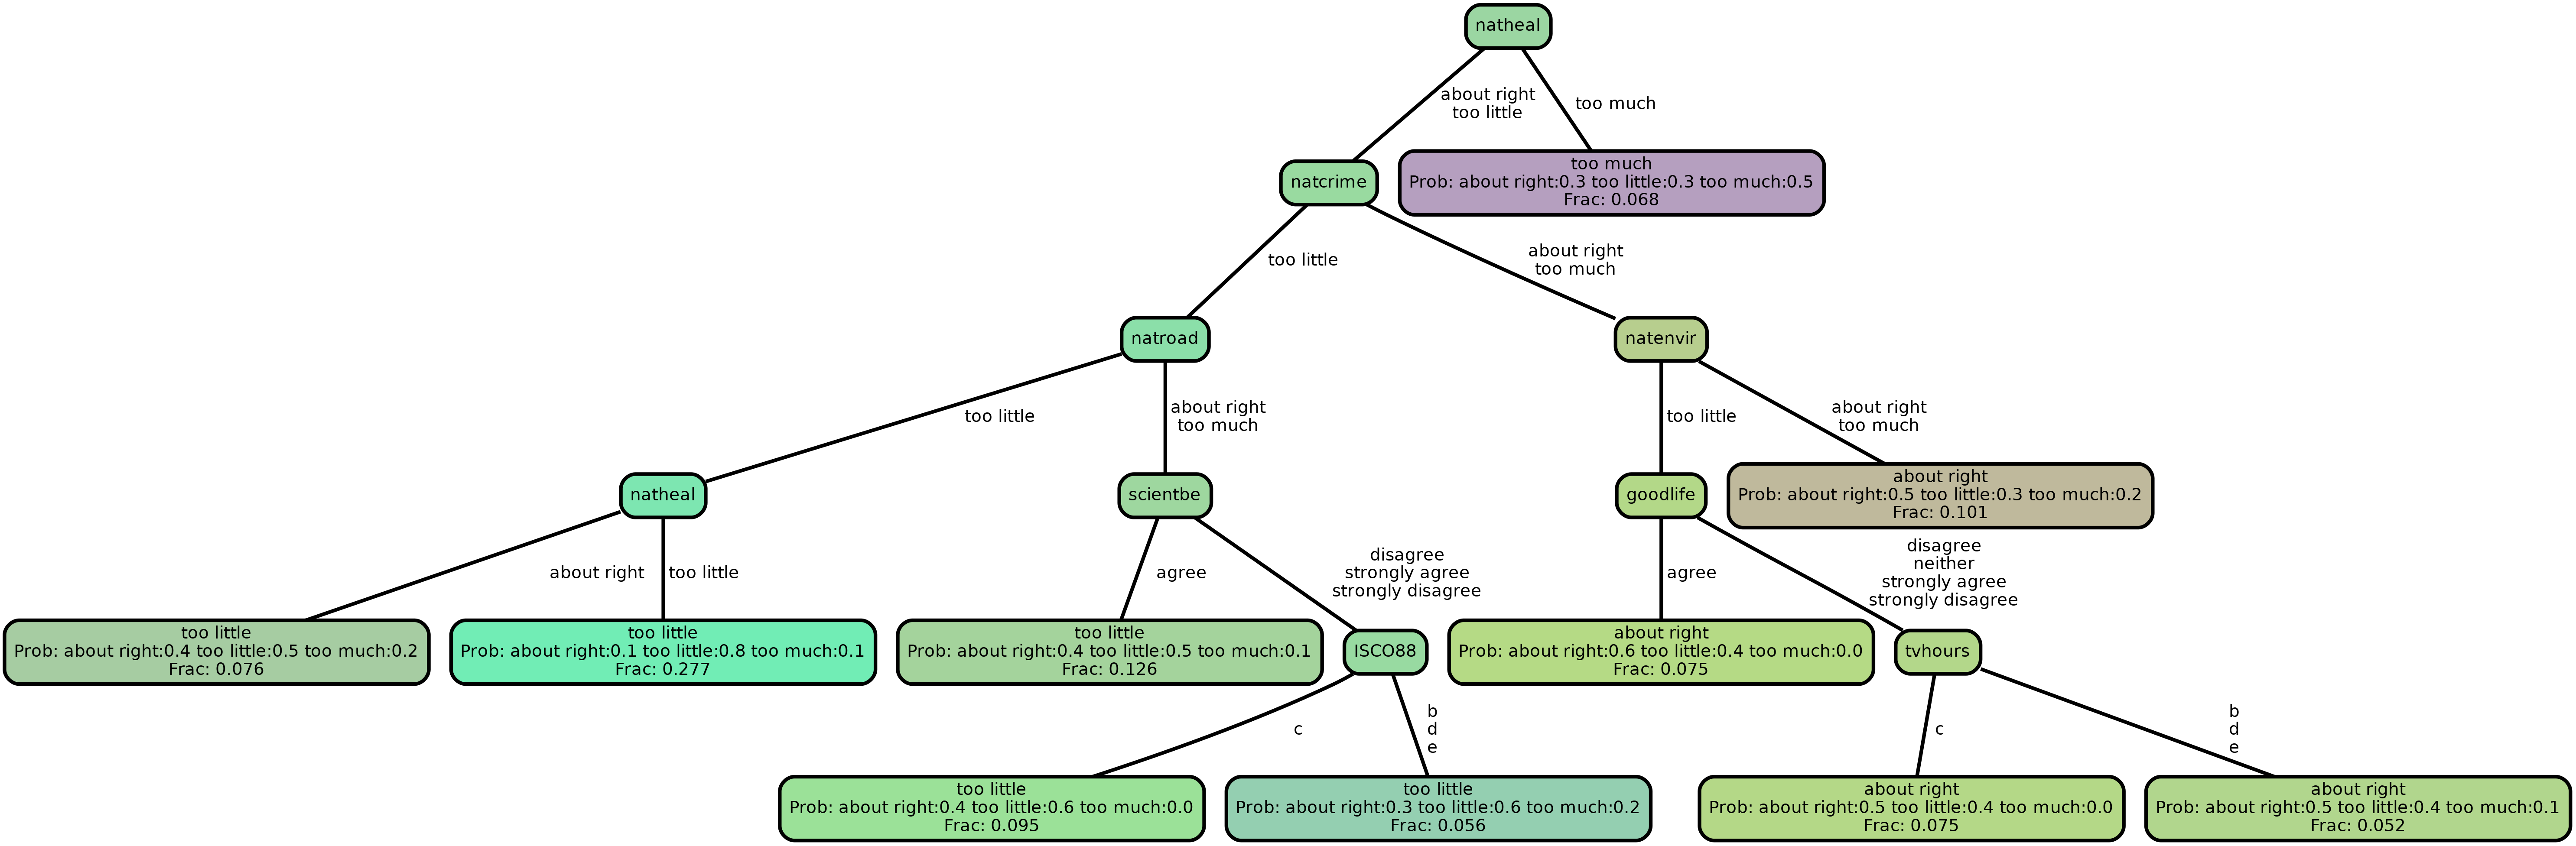 natheal
about right
too little
too much
natcrime
too much
Prob: about right:0.3 too little:0.3 too much:0.5
Frac: 0.068
too little
about right
too much
natroad
natenvir
too little
about right
too much
too little
about right
too much
natheal
scientbe
goodlife
about right
Prob: about right:0.5 too little:0.3 too much:0.2
Frac: 0.101
about right
too little
agree
disagree
strongly agree
strongly disagree
agree
disagree
neither
strongly agree
strongly disagree
too little
Prob: about right:0.4 too little:0.5 too much:0.2
Frac: 0.076
too little
Prob: about right:0.1 too little:0.8 too much:0.1
Frac: 0.277
too little
Prob: about right:0.4 too little:0.5 too much:0.1
Frac: 0.126
ISCO88
about right
Prob: about right:0.6 too little:0.4 too much:0.0
Frac: 0.075
tvhours
c
b
d
e
c
b
d
e
too little
Prob: about right:0.4 too little:0.6 too much:0.0
Frac: 0.095
too little
Prob: about right:0.3 too little:0.6 too much:0.2
Frac: 0.056
about right
Prob: about right:0.5 too little:0.4 too much:0.0
Frac: 0.075
about right
Prob: about right:0.5 too little:0.4 too much:0.1
Frac: 0.052